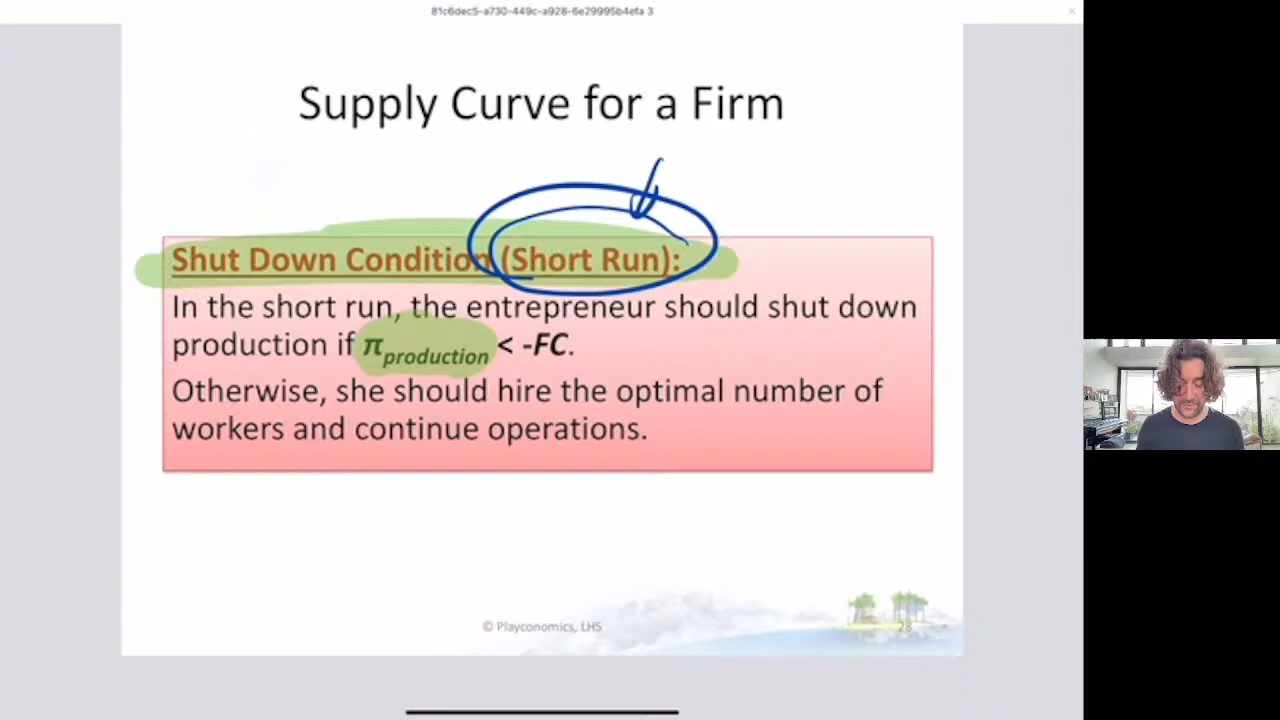 81c6dec5-a730-449c-a928-6e29995b4efa 3
Supply Curve for a Firm
Shut Down Condition (Short Run):
In the short run, the entrepreneur should shut down
production if π production < -FC.
Otherwise, she should hire the optimal number of
workers and continue operations.
© Playconomics, LHS
28